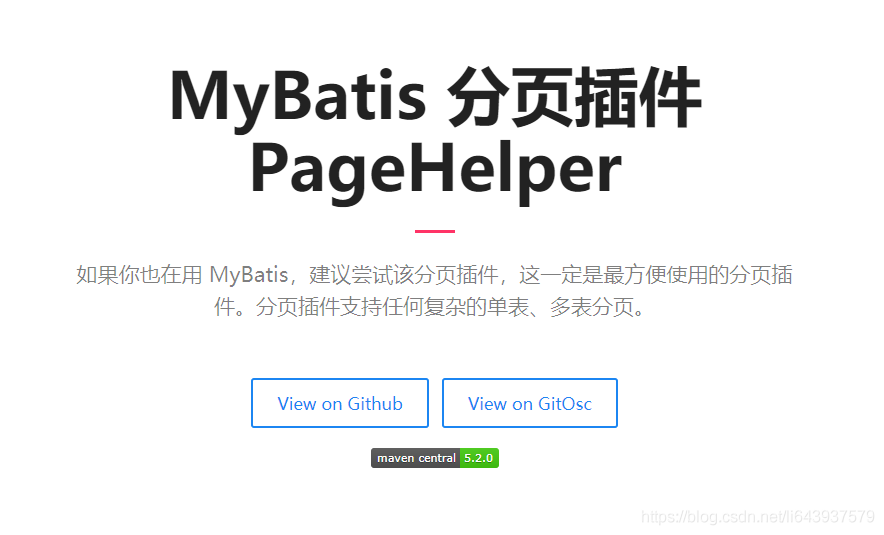 MyBatis 分页插件
PageHelper
如果你也在用 MyBatis，建议尝试该分页插件，这一定是最方便使用的分页插
件。分页插件支持任何复杂的单表、多表分页。
View on Github
View on GitOsc
maven central 5.2.0
https://blog.csdn.net/li643937579